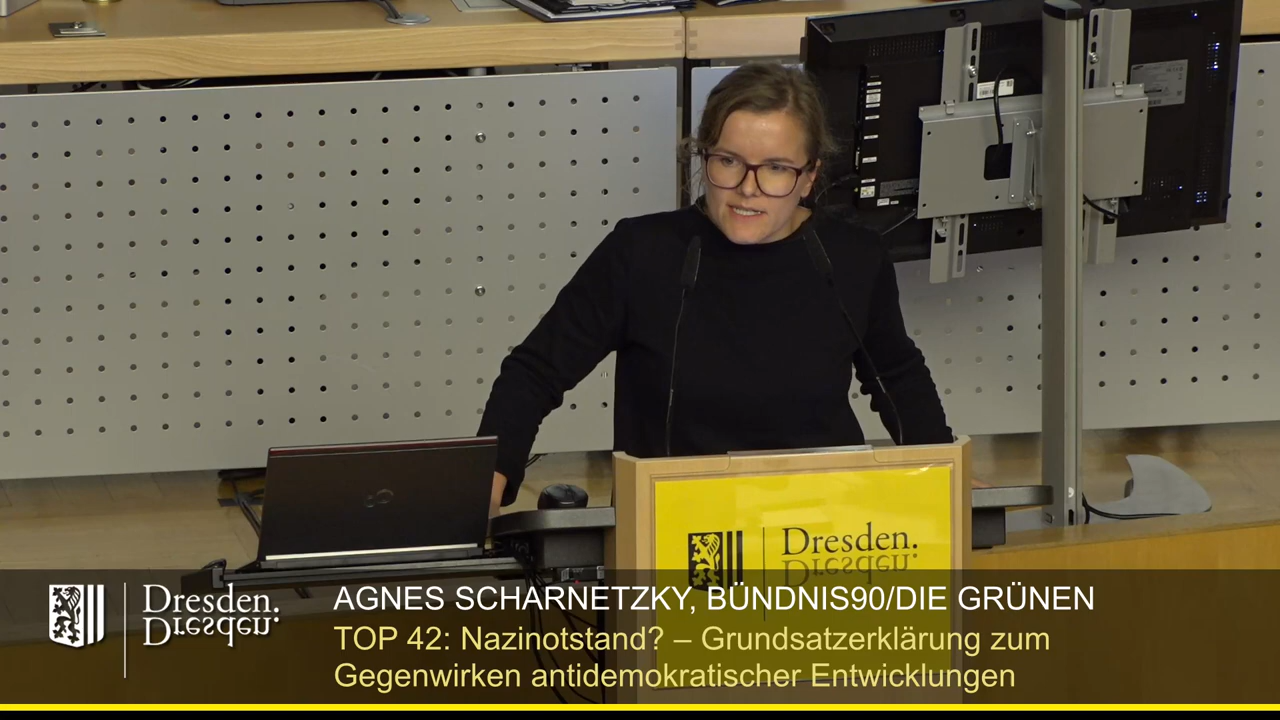 Dresden.
Dresden.
Dresden.
Dresden.
AGNES SCHARNETZKY, BÜNDNIS90/DIE GRÜNEN
TOP 42: Nazinotstand? – Grundsatzerklärung zum
Gegenwirken antidemokratischer Entwicklungen